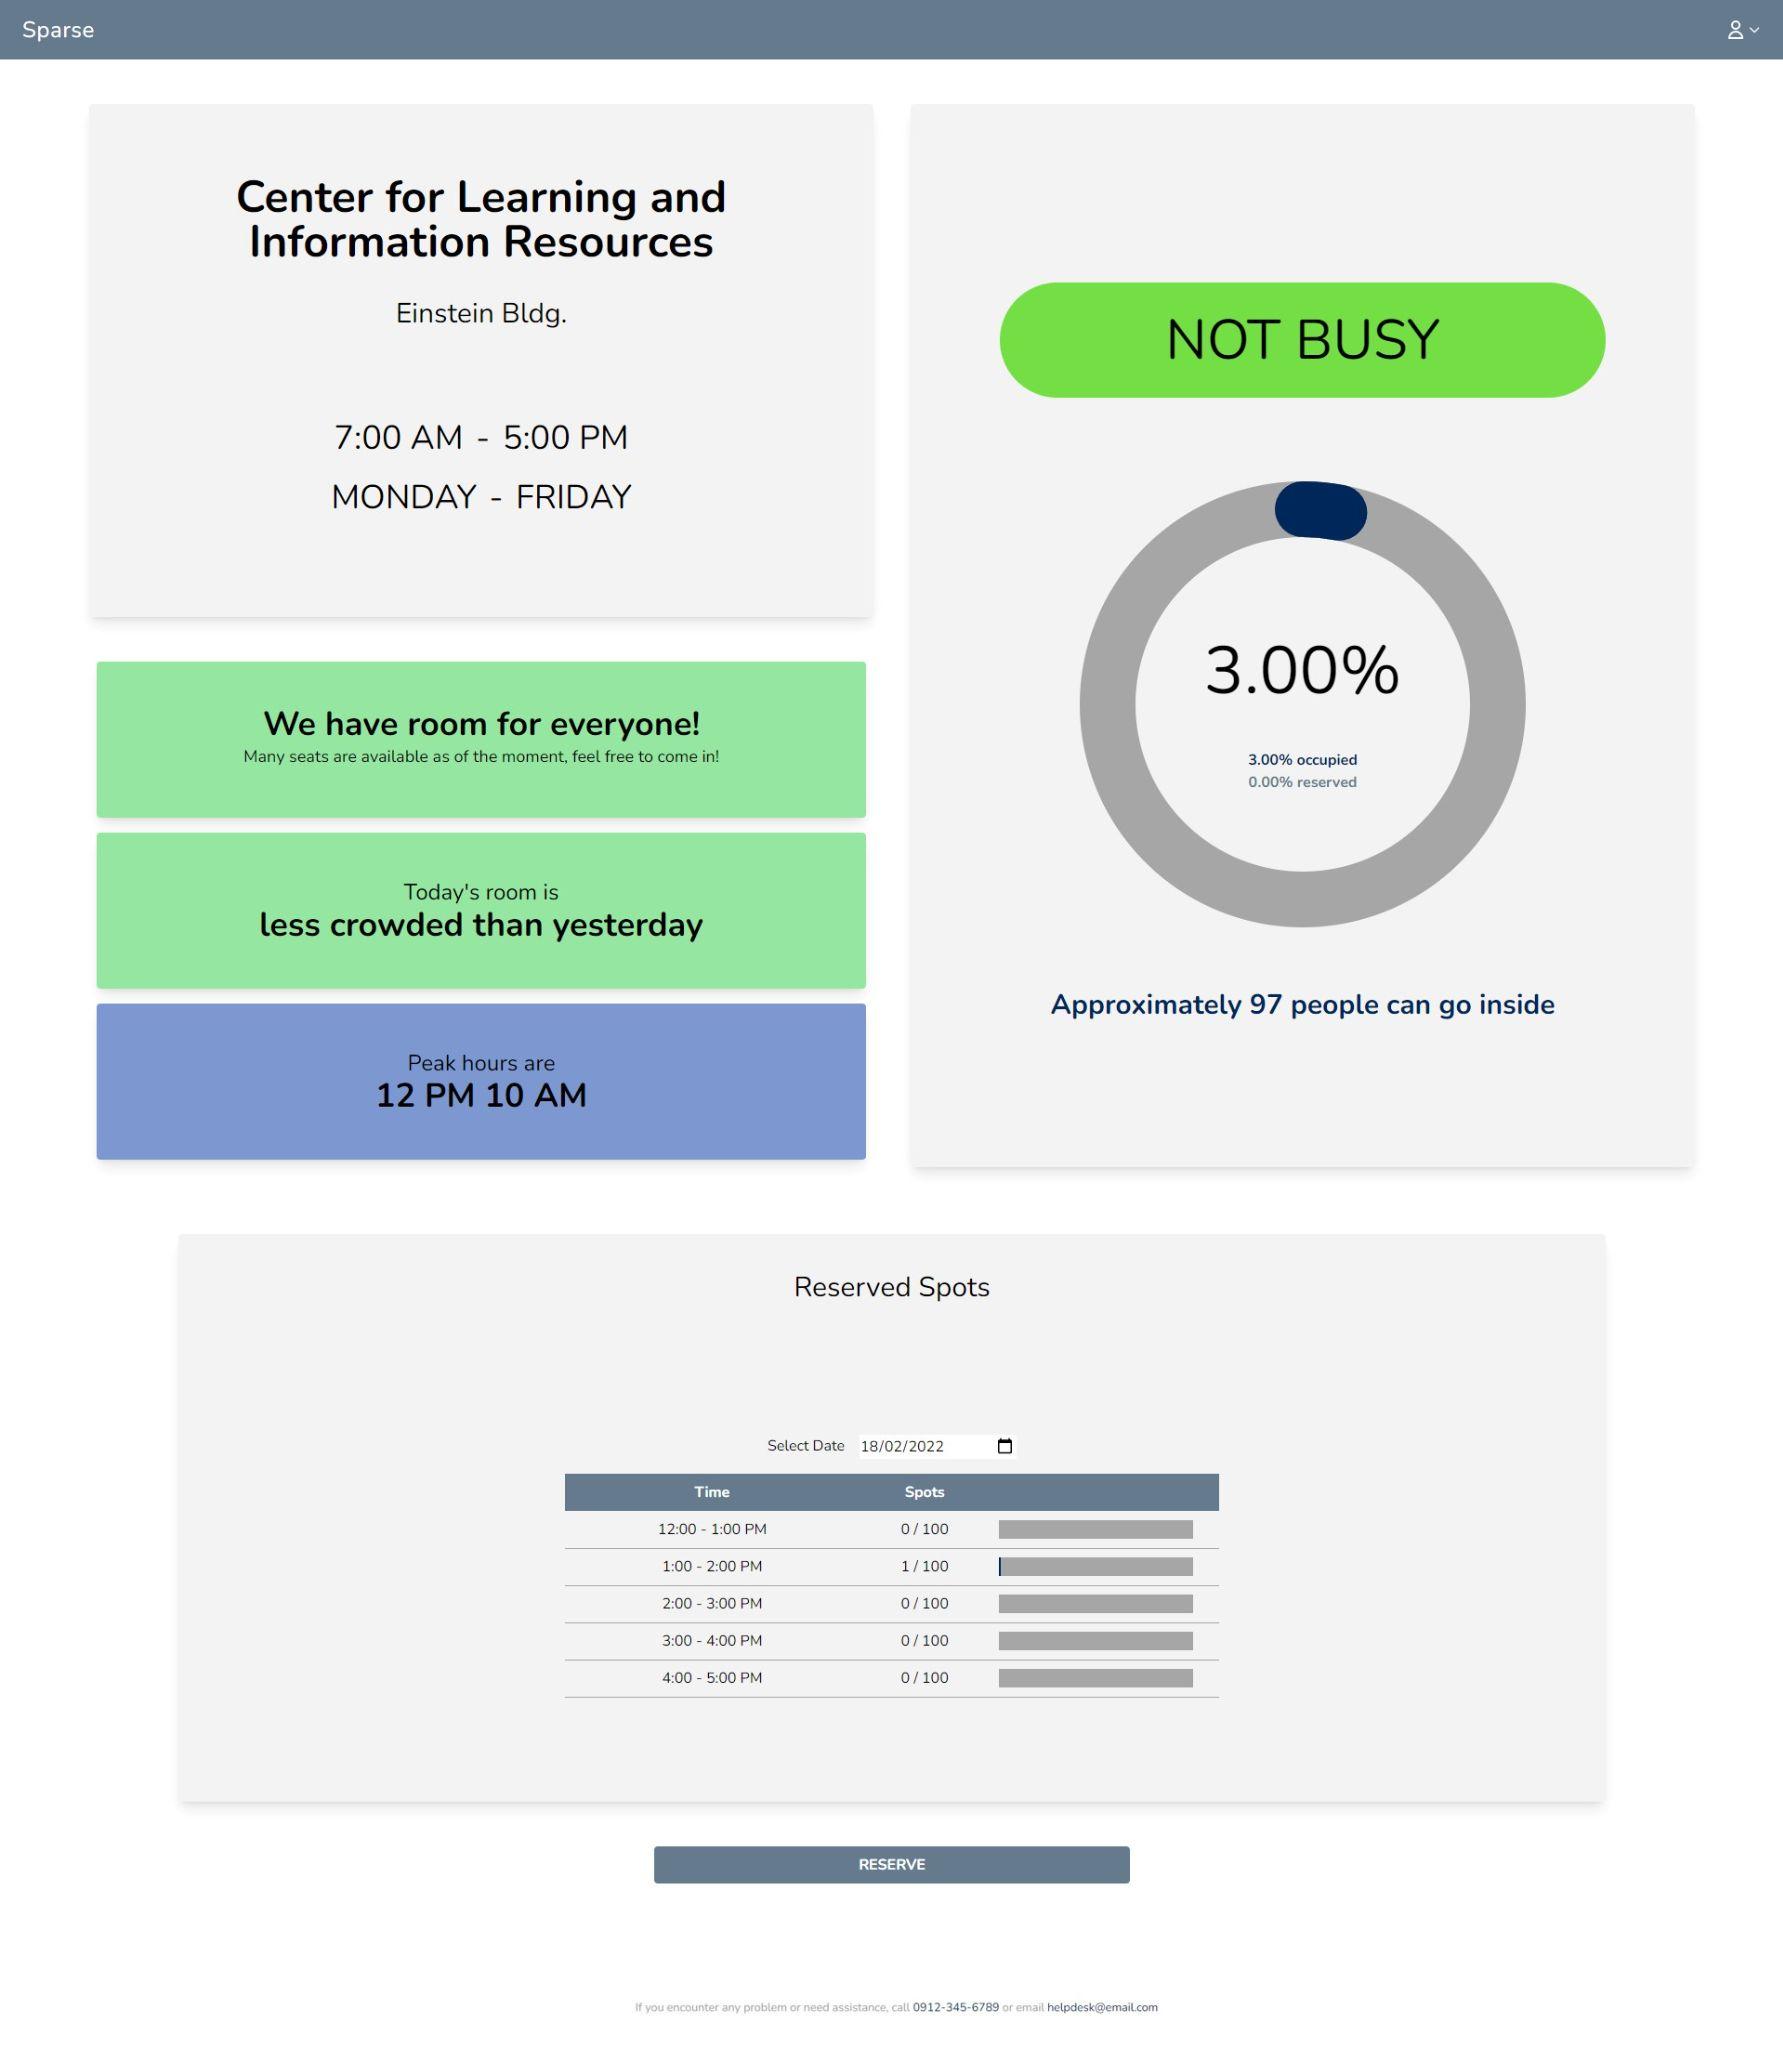 Sparse
Center for Learning and
Information Resources
Einstein Bldg.
7:00 AM - 5:00 PM
MONDAY - FRIDAY
We have room for everyone!
Many seats are available as of the moment, feel free to come in!
Today's room is
less crowded than yesterday
Peak hours are
12 PM 10 AM
NOT BUSY
3.00%
3.00% occupied
0.00% reserved
Approximately 97 people can go inside
Reserved Spots
Select Date 18/02/2022
Time Spots
12:00 - 1:00 PM 0 / 100
1:00 - 2:00 PM 1 / 100
2:00 - 3:00 PM 0 / 100
3:00 - 4:00 PM 0 / 100
4:00 - 5:00 PM 0 / 100
RESERVE
If you encounter any problem or need assistance, call 0912-345-6789 or email helpdesk@email.com